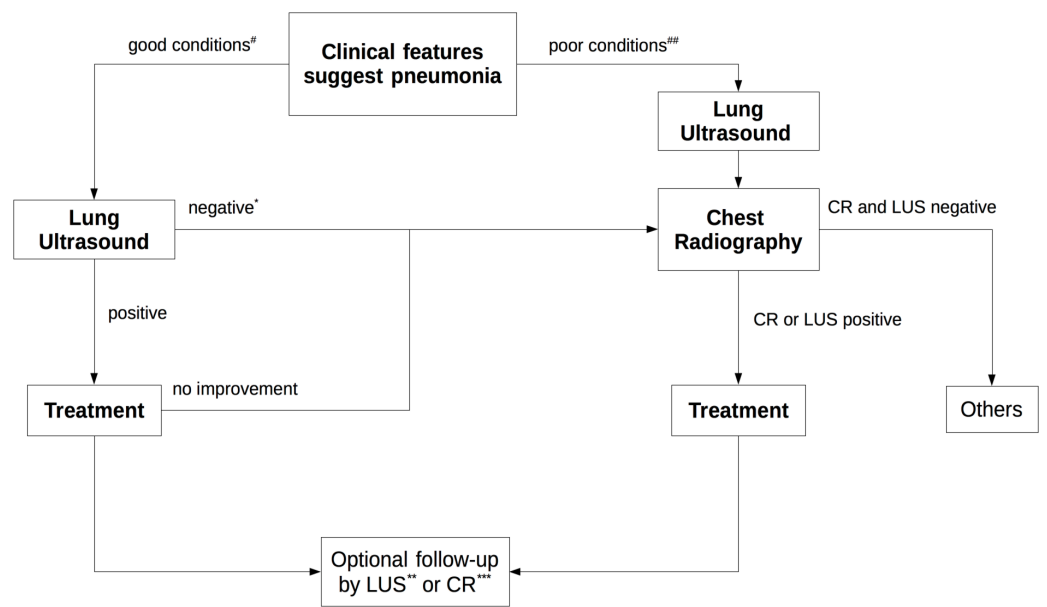 good conditions#
Clinical features
suggest pneumonia
poor conditions##
Lung
Ultrasound
Lung
Ultrasound
negative*
Chest
Radiography
CR and LUS negative
positive
CR or LUS positive
Treatment
no improvement
Treatment
Others
Optional follow-up
by LUS** or CR***